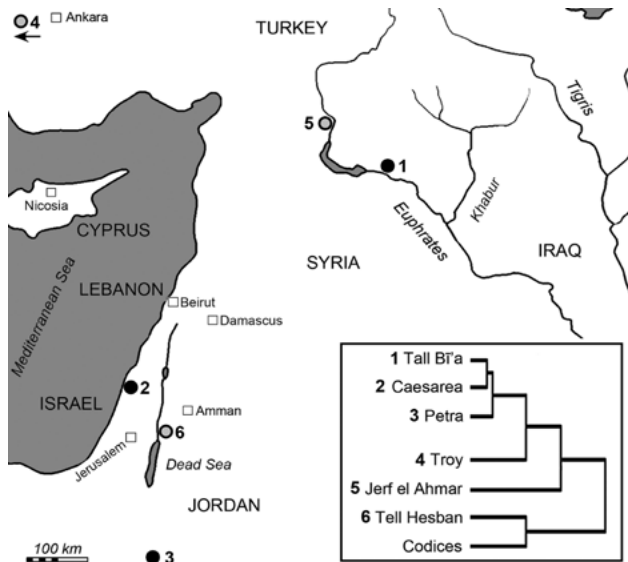 4
Ankara
TURKEY
5
1
Tigris
Khabur
Euphrates
Nicosia
CYPRUS
SYRIA
IRAQ
Mediterranean Sea
LEBANON
Beirut
Damascus
2
ISRAEL
Amman
6
Jerusalem
Dead Sea
JORDAN
100 km
3
1 Tall Bī'a
2 Caesarea
3 Petra
4 Troy
5 Jerf el Ahmar
6 Tell Hesban
Codices